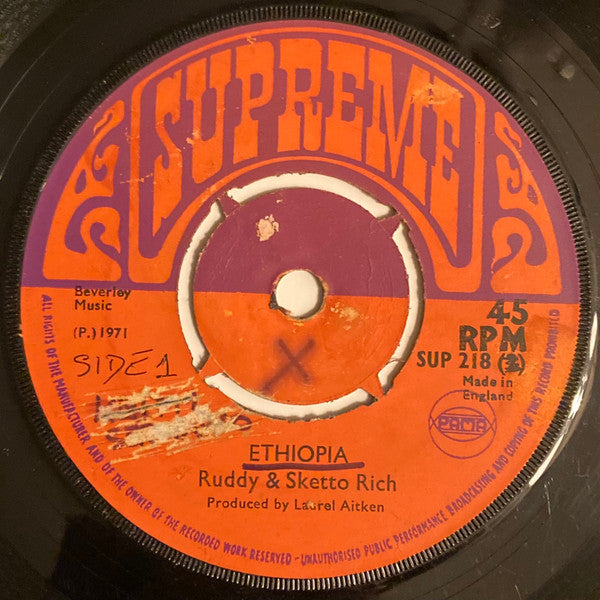 SUPREME
Beverley
Music
(P.) 1971
SIDE 1
X
45
RPM
SUP 218 (2)
Made in
England
PAMA
ETHIOPIA
Ruddy & Sketto Rich
Produced by Laurel Aitken
ALL RIGHTS OF THE MANUFACTURER AND OF THE OWNER OF THE RECORDED WORK RESERVED - UNAUTHORISED PUBLIC PERFORMANCE, BROADCASTING AND COPYING OF THIS RECORD PROHIBITED